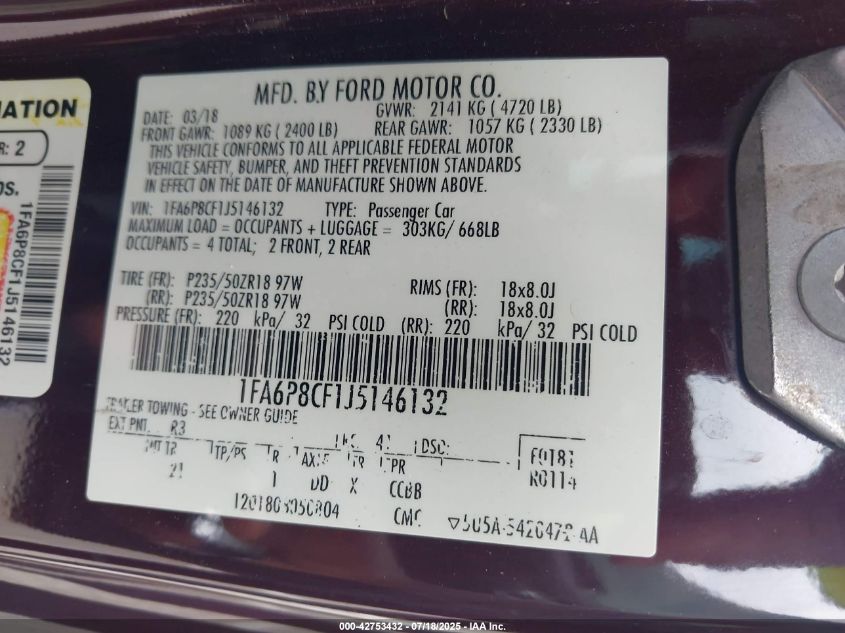 MATION
R: 2
OS.
1FA6P8CF1J5146132
MFD. BY FORD MOTOR CO.
DATE: 03/18 GVWR: 2141 KG ( 4720 LB)
FRONT GAWR: 1089 KG ( 2400 LB) REAR GAWR: 1057 KG ( 2330 LB)
THIS VEHICLE CONFORMS TO ALL APPLICABLE FEDERAL MOTOR
VEHICLE SAFETY, BUMPER, AND THEFT PREVENTION STANDARDS
IN EFFECT ON THE DATE OF MANUFACTURE SHOWN ABOVE.
VIN: 1FA6P8CF1J5146132 TYPE: Passenger Car
MAXIMUM LOAD = OCCUPANTS + LUGGAGE = 303KG/ 668LB
OCCUPANTS = 4 TOTAL; 2 FRONT, 2 REAR
TIRE (FR): P235/50ZR18 97W RIMS (FR): 18x8.0J
(RR): P235/50ZR18 97W (RR): 18x8.0J
PRESSURE (FR): 220 kPa/ 32 PSI COLD (RR): 220 kPa/ 32 PSI COLD
1FA6P8CF1J5146132
TRAILER TOWING - SEE OWNER GUIDE
EXT PNT: R3 DSO:
TP/PS R
21 1 DD X CCBB
F0181
R0114
CMC
000-42753432 - 07/18/2025 - IAA Inc.